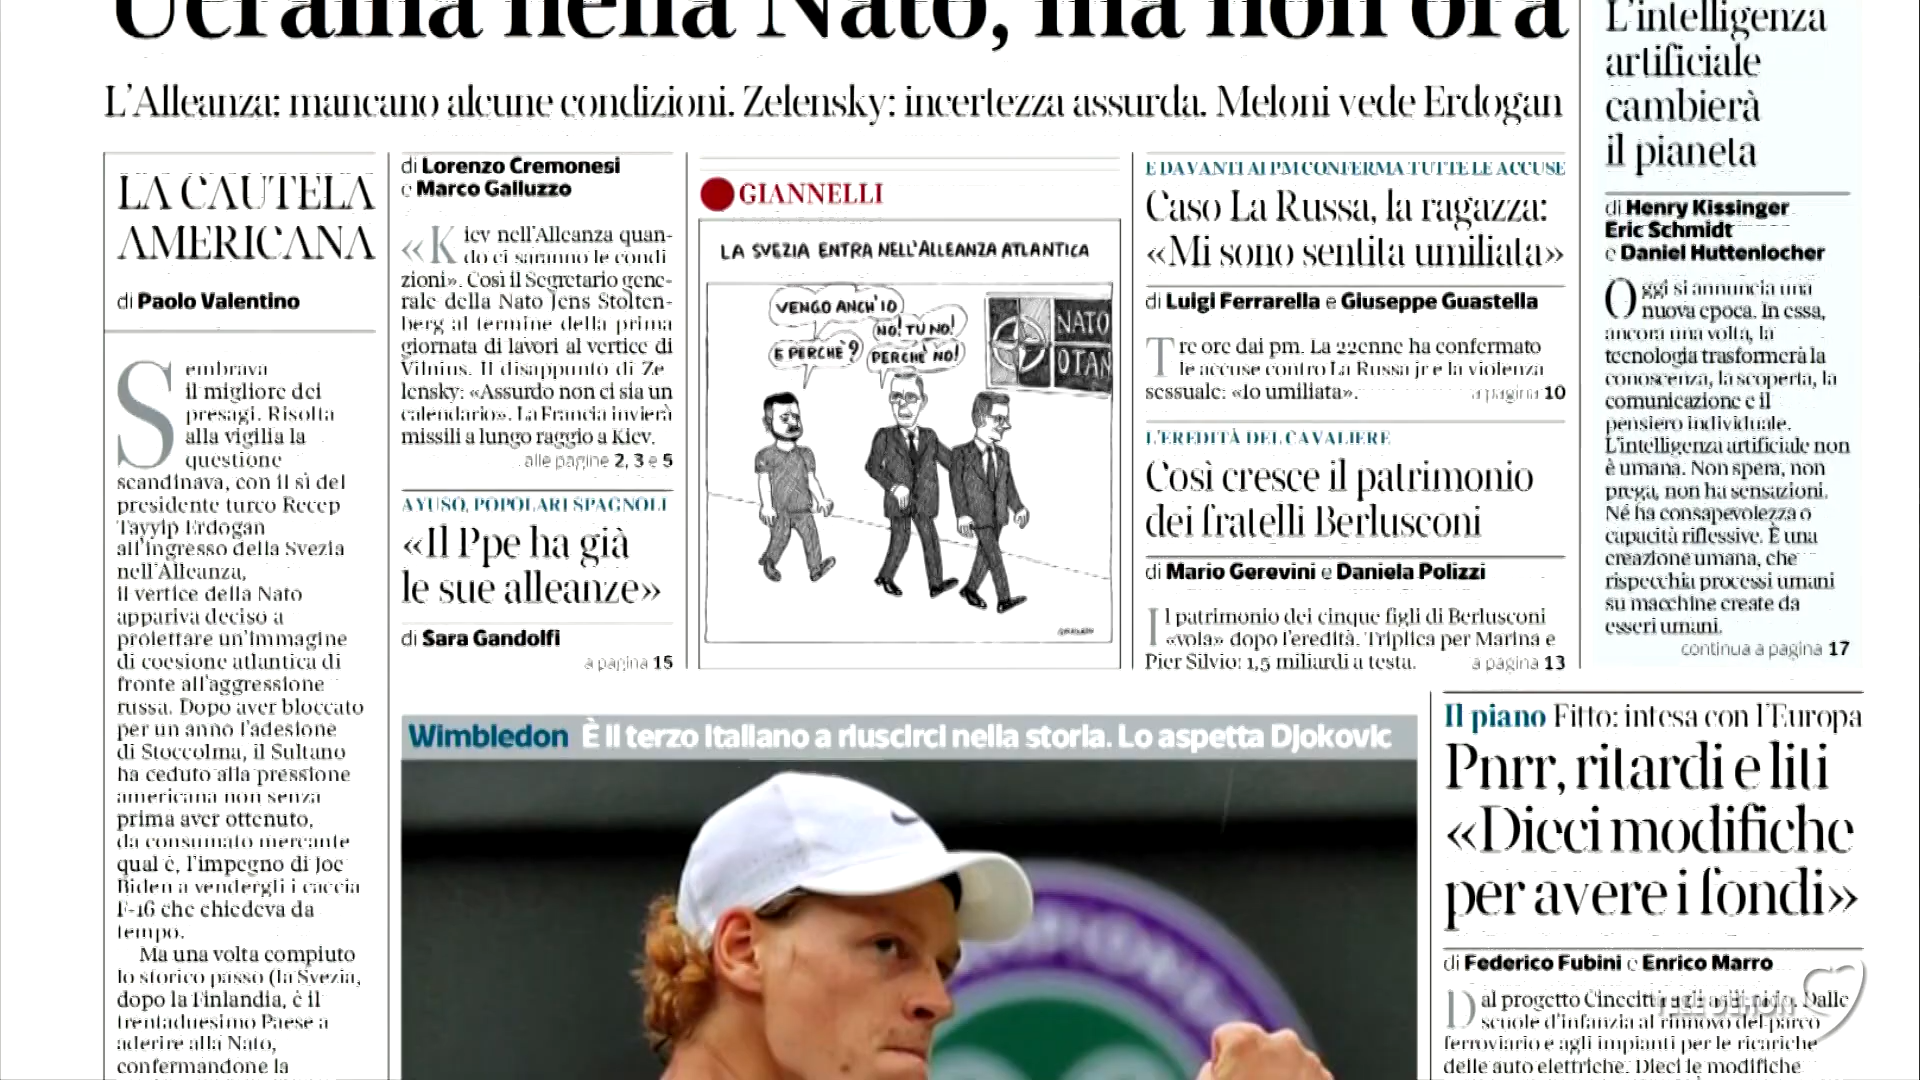 Ucraina nella Nato, ma non ora
L'Alleanza: mancano alcune condizioni. Zelensky: incertezza assurda. Meloni vede Erdogan
LA CAUTELA
AMERICANA
di Paolo Valentino
Sembrava
il migliore dei
presagi. Risolta
alla vigilia la
questione
scandinava, con il sì del
presidente turco Recep
Tayyip Erdogan
all'ingresso della Svezia
nell'Alleanza,
il vertice della Nato
appariva deciso a
proiettare un'immagine
di coesione atlantica di
fronte all'aggressione
russa. Dopo aver bloccato
per un anno l'adesione
di Stoccolma, il Sultano
ha ceduto alla pressione
americana non senza
prima aver ottenuto,
da consumato mercante
qual è, l'impegno di Joe
Biden a vendergli i caccia
F-16 che chiedeva da
tempo.
Ma una volta compiuto
lo storico passo (la Svezia,
dopo la Finlandia, è il
trentaduesimo Paese a
aderire alla Nato,
confermandone la
di Lorenzo Cremonesi
e Marco Galluzzo
«Kiev nell'Alleanza quan-
do ci saranno le condi
zioni». Così il Segretario gene-
rale della Nato Jens Stolten-
berg al termine della prima
giornata di lavori al vertice di
Vilnius. Il disappunto di Ze
lensky: «Assurdo non ci sia un
calendario». La Francia invierà
missili a lungo raggio a Kiev.
alle pagine 2, 3 e 5
AYUSO, POPOLARI SPAGNOLI
«Il Ppe ha già
le sue alleanze»
di Sara Gandolfi
a pagina 15
GIANNELLI
LA SVEZIA ENTRA NELL'ALLEANZA ATLANTICA
VENGO ANCH'IO
NO! TU NO!
E PERCHÈ?
PERCHÈ NO!
NATO
OTAN
E DAVANTI AI PM CONFERMA TUTTE LE ACCUSE
Caso La Russa, la ragazza:
«Mi sono sentita umiliata»
di Luigi Ferrarella e Giuseppe Guastella
Tre ore dai pm. La 22enne ha confermato
le accuse contro La Russa jr e la violenza
sessuale: «Io umiliata».
a pagina 10
L'EREDITÀ DEL CAVALIERE
Così cresce il patrimonio
dei fratelli Berlusconi
di Mario Gerevini e Daniela Polizzi
Il patrimonio dei cinque figli di Berlusconi
«vola» dopo l'eredità. Triplica per Marina e
Pier Silvio: 1,5 miliardi a testa.
a pagina 13
L'intelligenza
artificiale
cambierà
il pianeta
di Henry Kissinger
Eric Schmidt
e Daniel Huttenlocher
Oggi si annuncia una
nuova epoca. In essa,
ancora una volta, la
tecnologia trasformerà la
conoscenza, la scoperta, la
comunicazione e il
pensiero individuale.
L'intelligenza artificiale non
è umana. Non spera, non
prega, non ha sensazioni.
Né ha consapevolezza o
capacità riflessive. È una
creazione umana, che
rispecchia processi umani
su macchine create da
esseri umani.
continua a pagina 17
Wimbledon È il terzo italiano a riuscirci nella storia. Lo aspetta Djokovic
Il piano Fitto: intesa con l'Europa
Pnrr, ritardi e liti
«Dieci modifiche
per avere i fondi»
di Federico Fubini e Enrico Marro
Dal progetto Cinecittà agli asili nido. Dalle
scuole d'infanzia al rinnovo del parco
ferroviario e agli impianti per le ricariche
delle auto elettriche. Dieci le modifiche